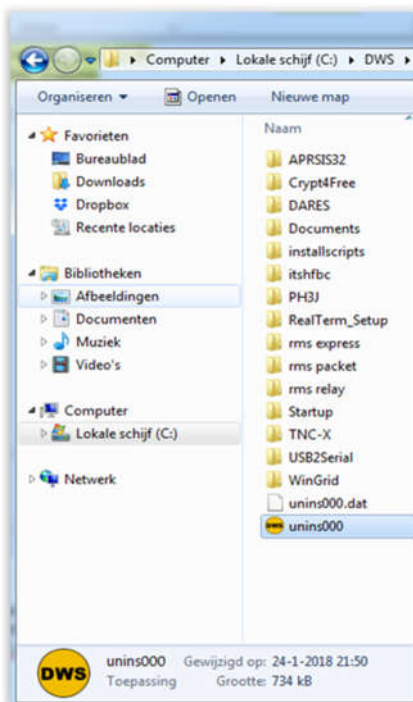 Computer ▸ Lokale schijf (C:) ▸ DWS ▸
Organiseren ▾ Openen Nieuwe map
Favorieten
Bureaublad
Downloads
Dropbox
Recente locaties
Bibliotheken
Afbeeldingen
Documenten
Muziek
Video's
Computer
Lokale schijf (C:)
Netwerk
Naam
APRSIS32
Crypt4Free
DARES
Documents
installscripts
itshfbc
PH3J
RealTerm_Setup
rms express
rms packet
rms relay
Startup
TNC-X
USB2Serial
WinGrid
unins000.dat
unins000
DWS
unins000 Gewijzigd op: 24-1-2018 21:50
Toepassing Grootte: 734 kB